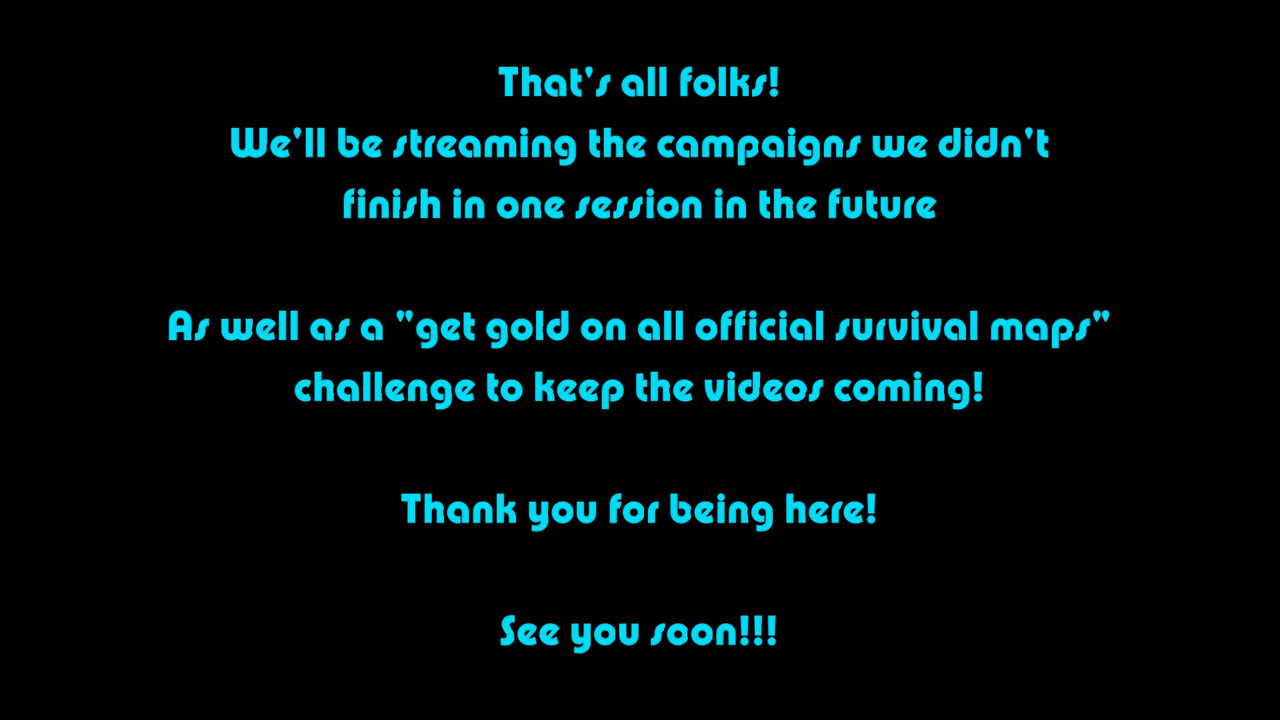 That's all folks!
We'll be streaming the campaigns we didn't
finish in one session in the future
As well as a "get gold on all official survival maps"
challenge to keep the videos coming!
Thank you for being here!
See you soon!!!